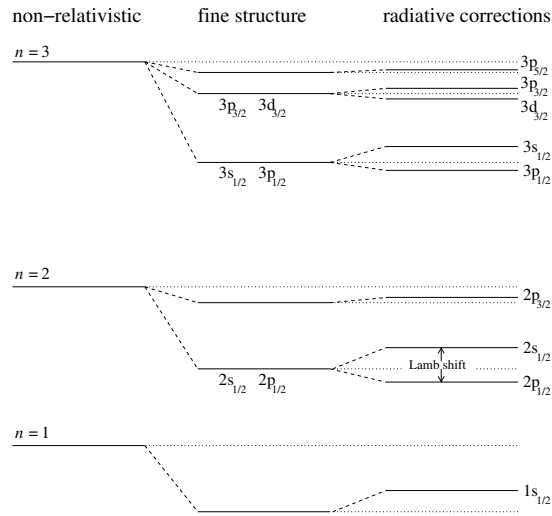 non−relativistic fine structure radiative corrections
n = 3
3p5/2
3p3/2
3p3/2 3d3/2
3d3/2
3s1/2
3s1/2 3p1/2
3p1/2
n = 2
2p3/2
2s1/2
Lamb shift
2s1/2 2p1/2
2p1/2
n = 1
1s1/2